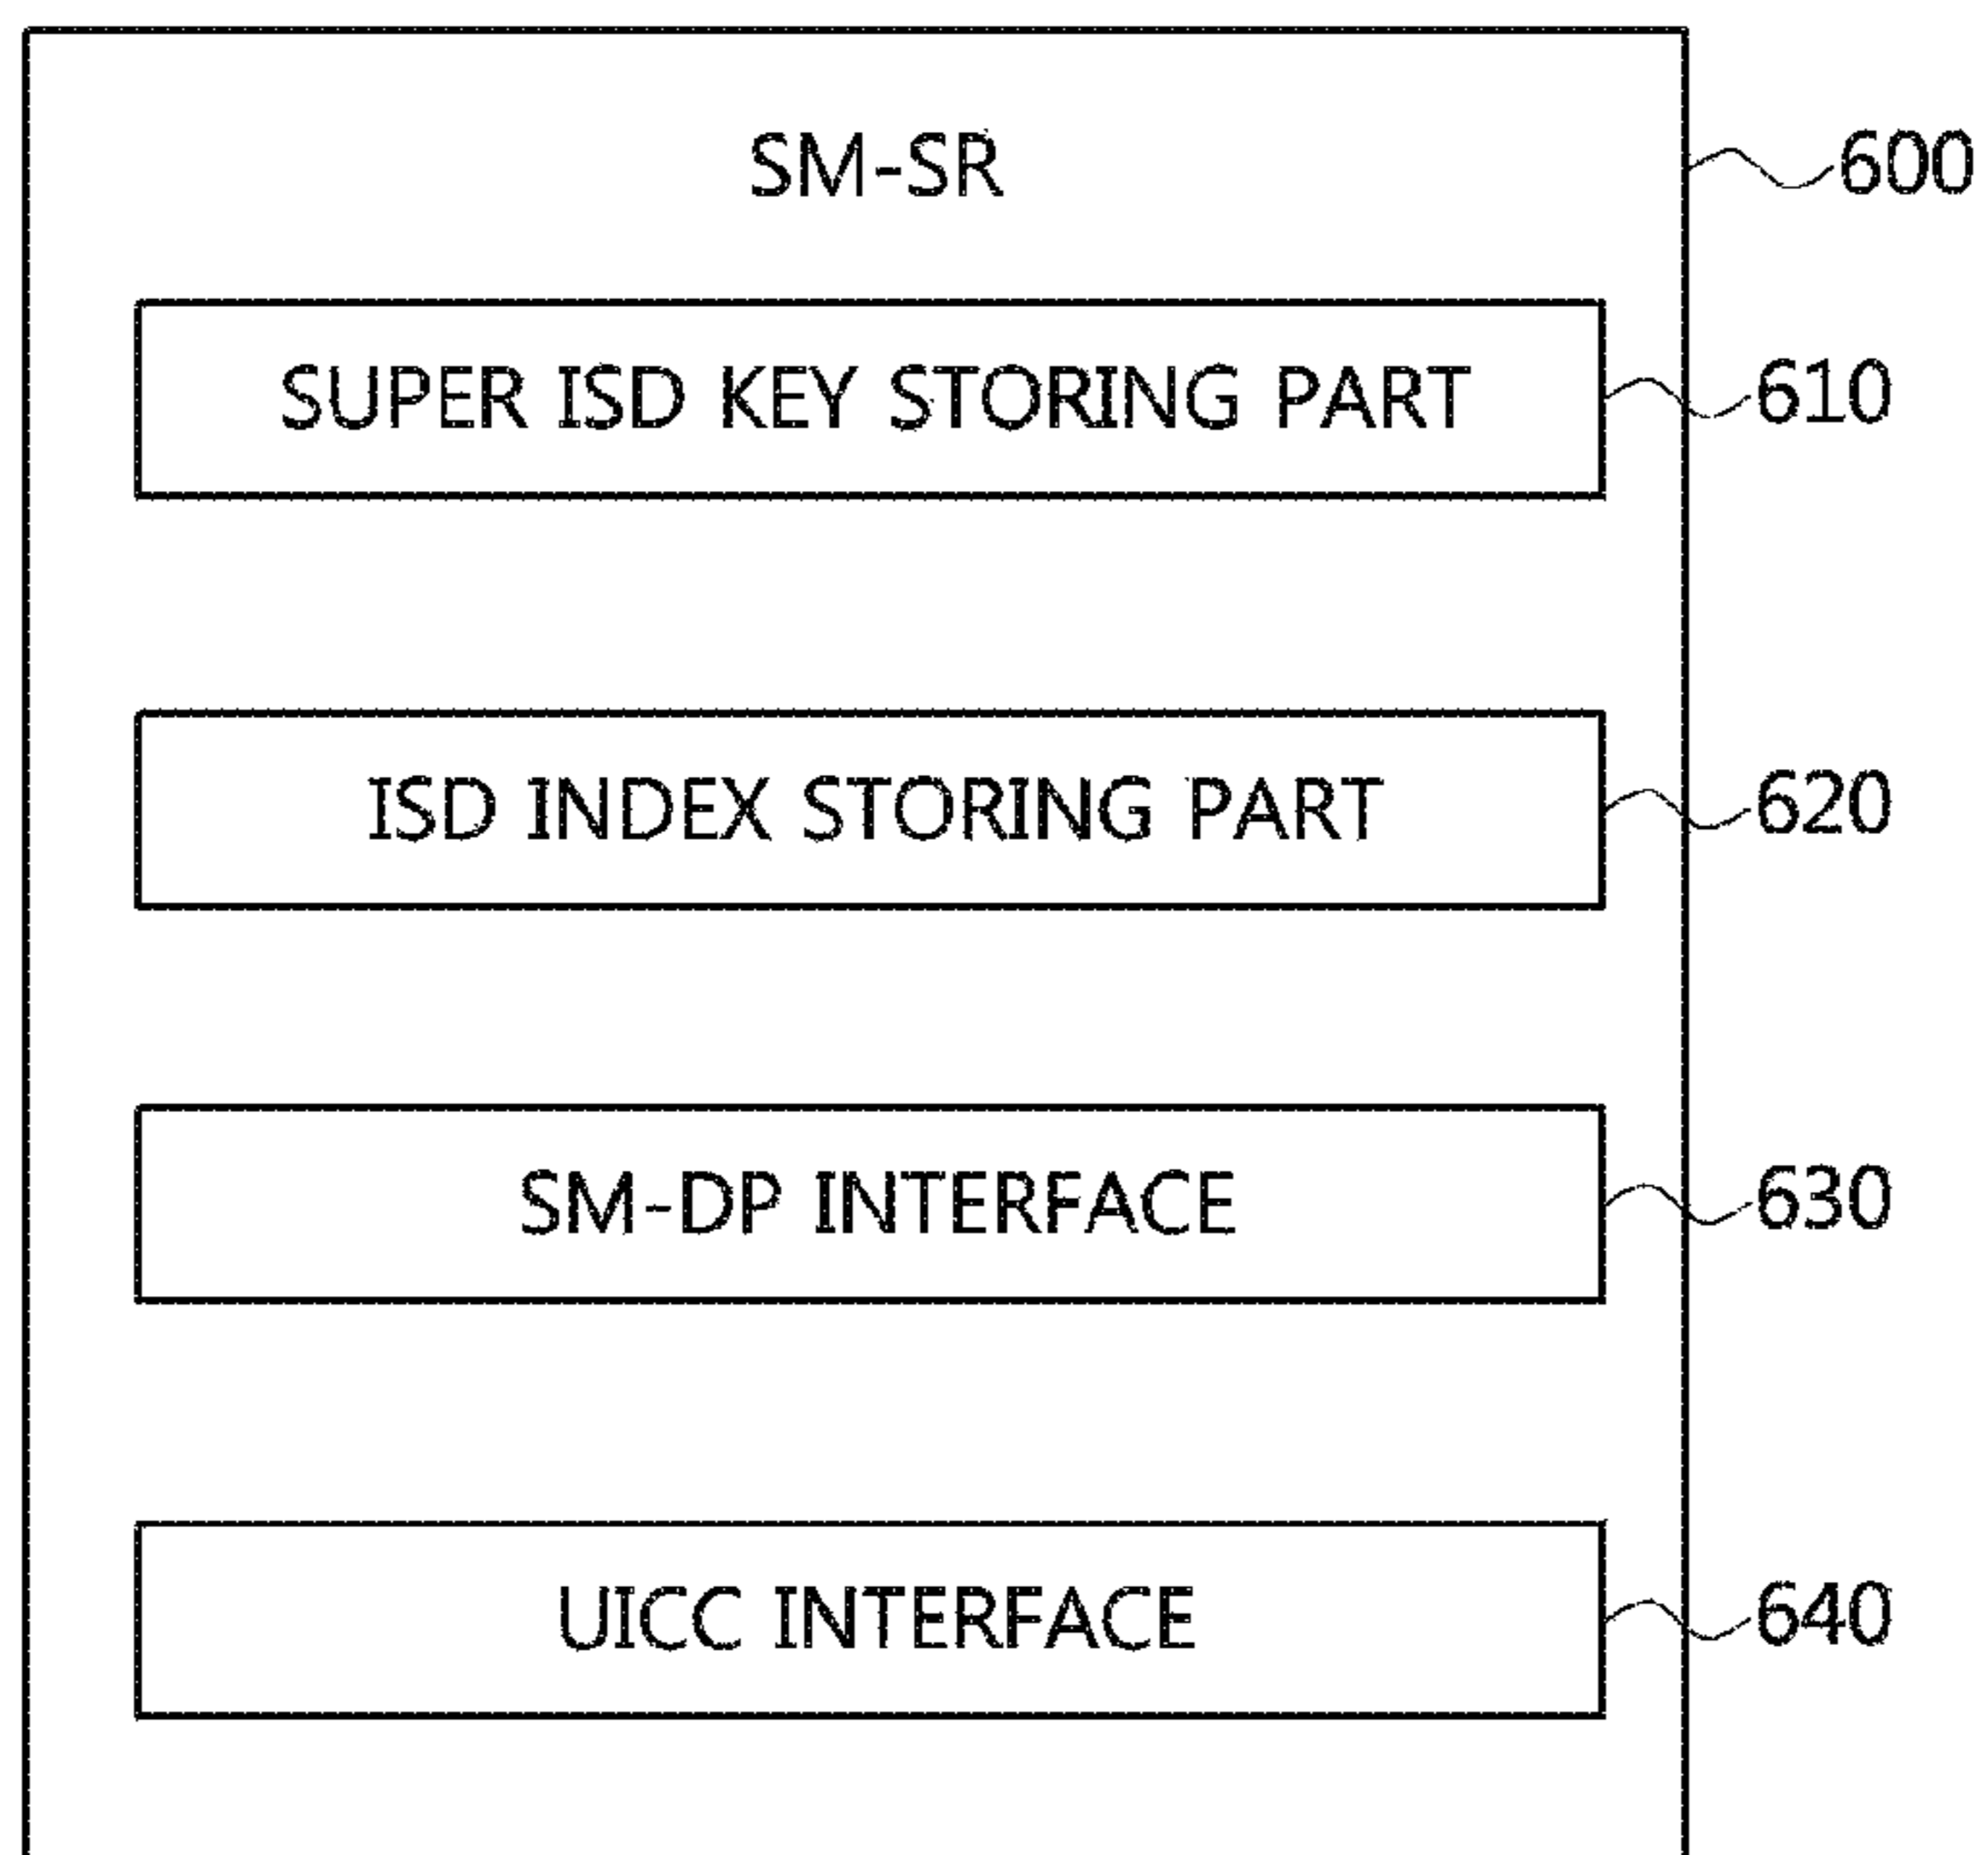 SM-SR
600
SUPER ISD KEY STORING PART
610
ISD INDEX STORING PART
620
SM-DP INTERFACE
630
UICC INTERFACE
640